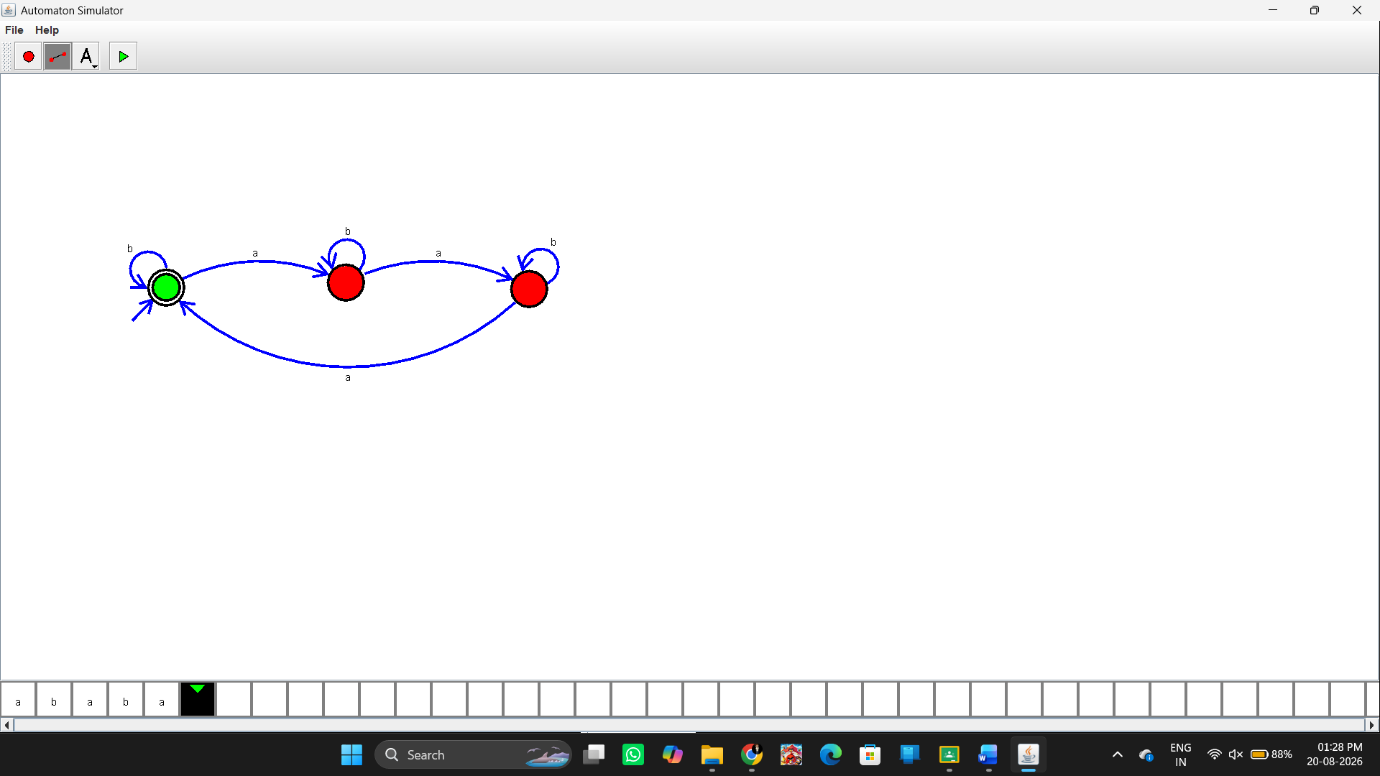 Automaton Simulator
File Help
A
b
a
b
a
b
a
a b a b a
Search
ENG
IN
88%
01:28 PM
20-08-2026